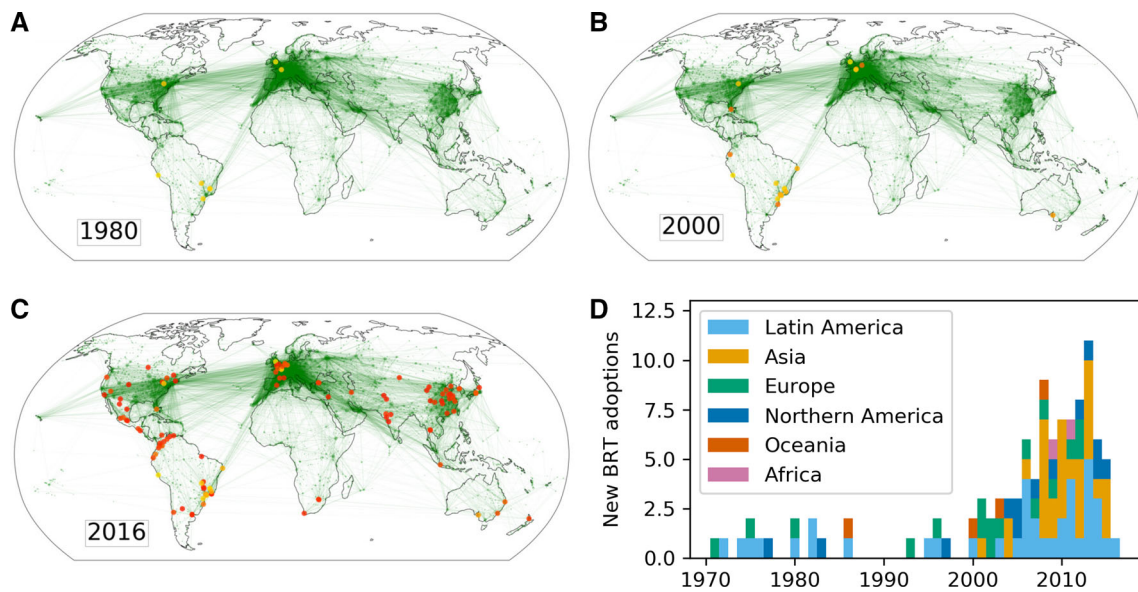 A
B
1980
2000
C
D
2016
12.5
10.0
7.5
5.0
2.5
0.0
New BRT adoptions
Latin America
Asia
Europe
Northern America
Oceania
Africa
1970 1980 1990 2000 2010